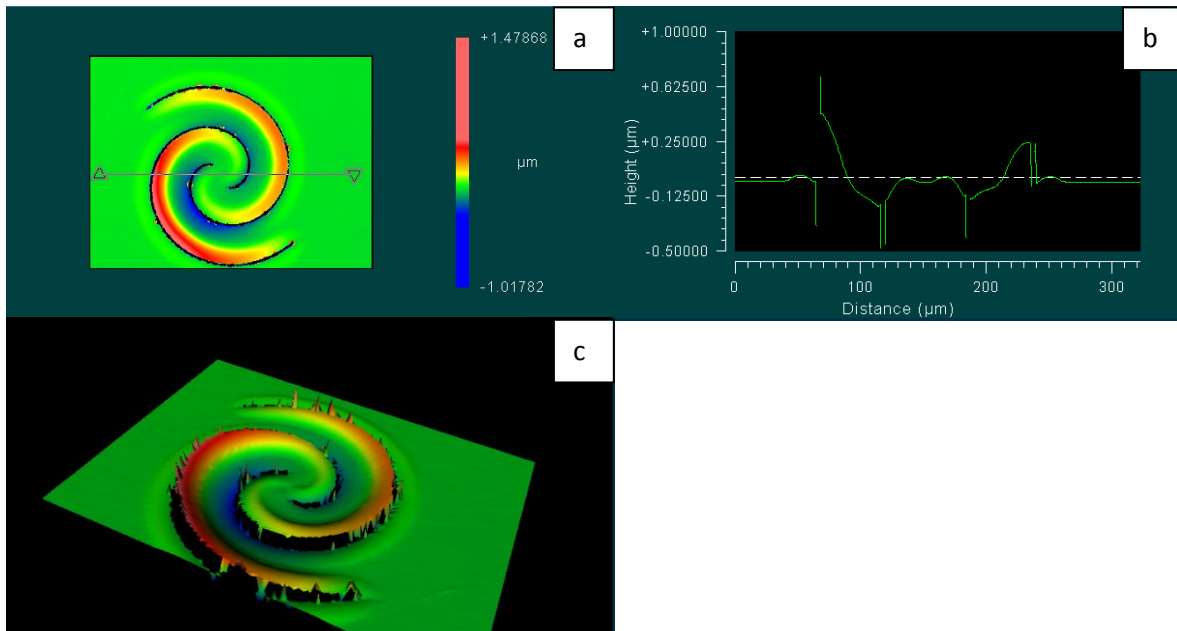 a
+1.47868
µm
-1.01782
b
+1.00000
+0.62500
+0.25000
-0.12500
-0.50000
Height (µm)
0
100
200
300
Distance (µm)
c